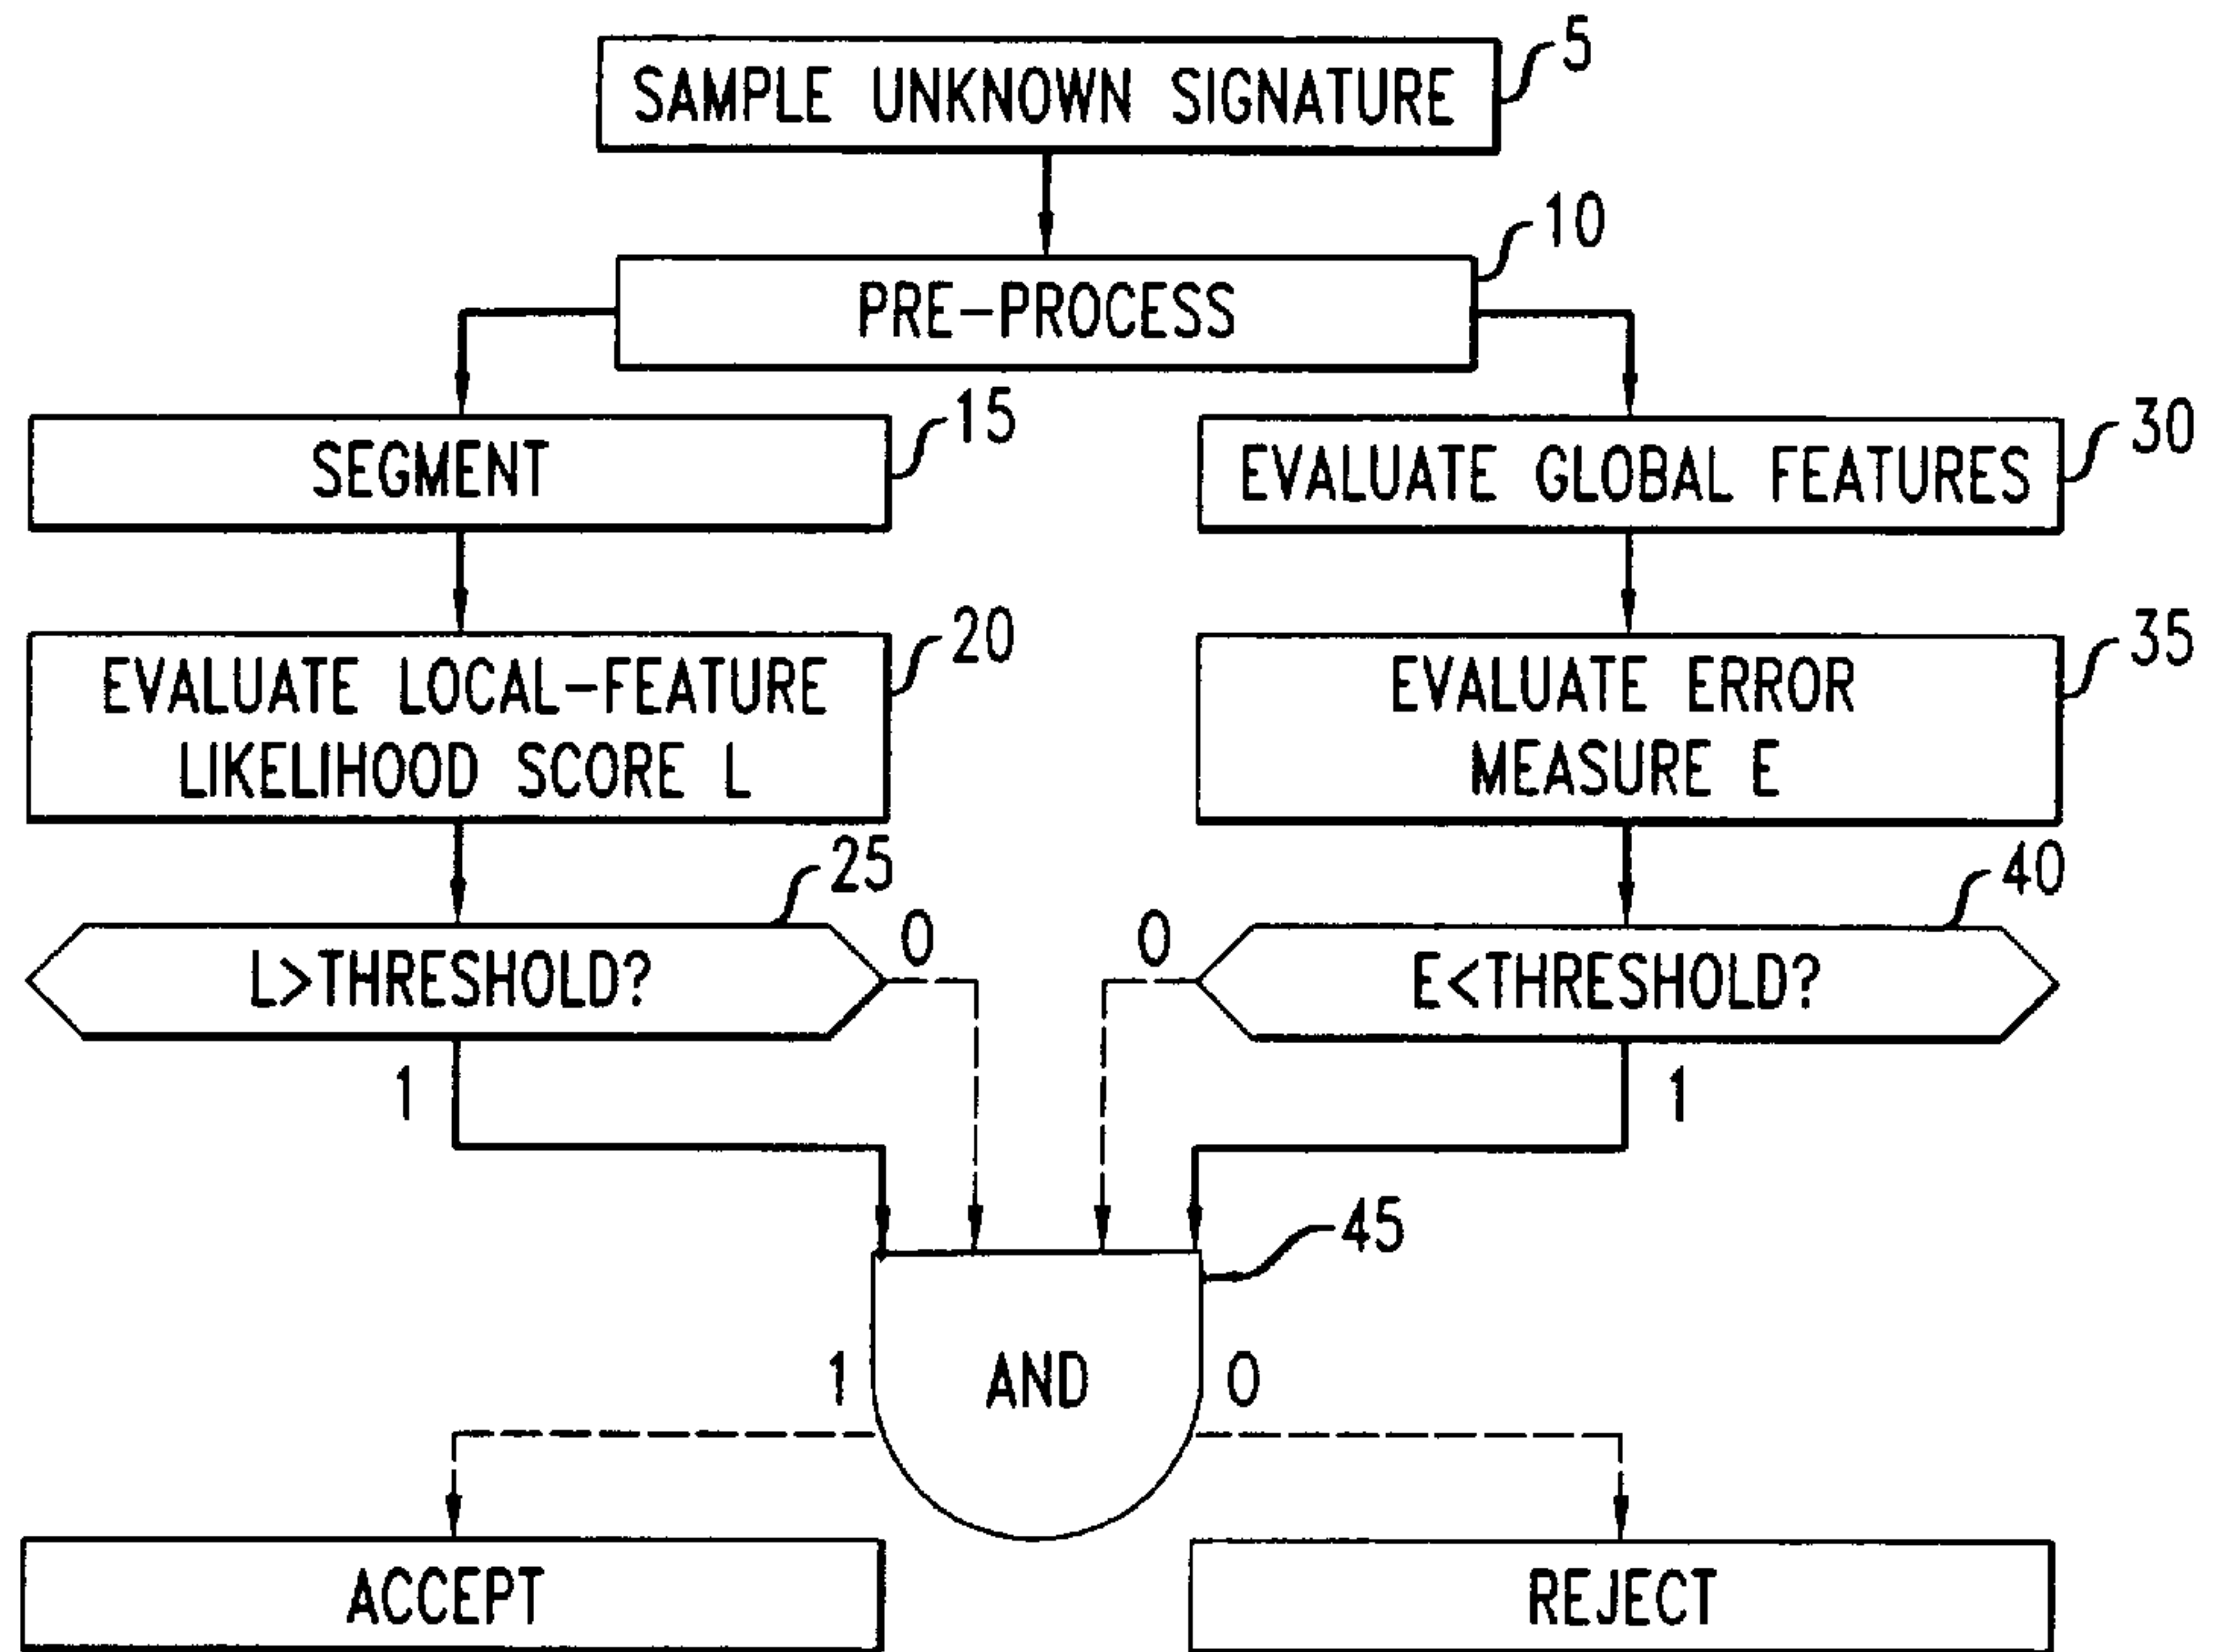 SAMPLE UNKNOWN SIGNATURE
5
PRE-PROCESS
10
SEGMENT
15
EVALUATE GLOBAL FEATURES
30
EVALUATE LOCAL-FEATURE
LIKELIHOOD SCORE L
20
EVALUATE ERROR
MEASURE E
35
L>THRESHOLD?
25
0
0
E<THRESHOLD?
40
1
1
45
1
AND
0
ACCEPT
REJECT